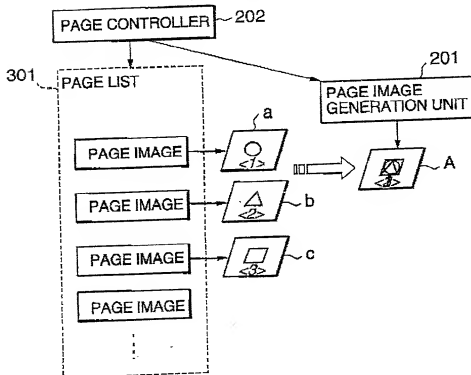 PAGE CONTROLLER
202
301
PAGE LIST
201
PAGE IMAGE
GENERATION UNIT
a
PAGE IMAGE
<1>
A
PAGE IMAGE
<2>
b
PAGE IMAGE
<3>
c
PAGE IMAGE